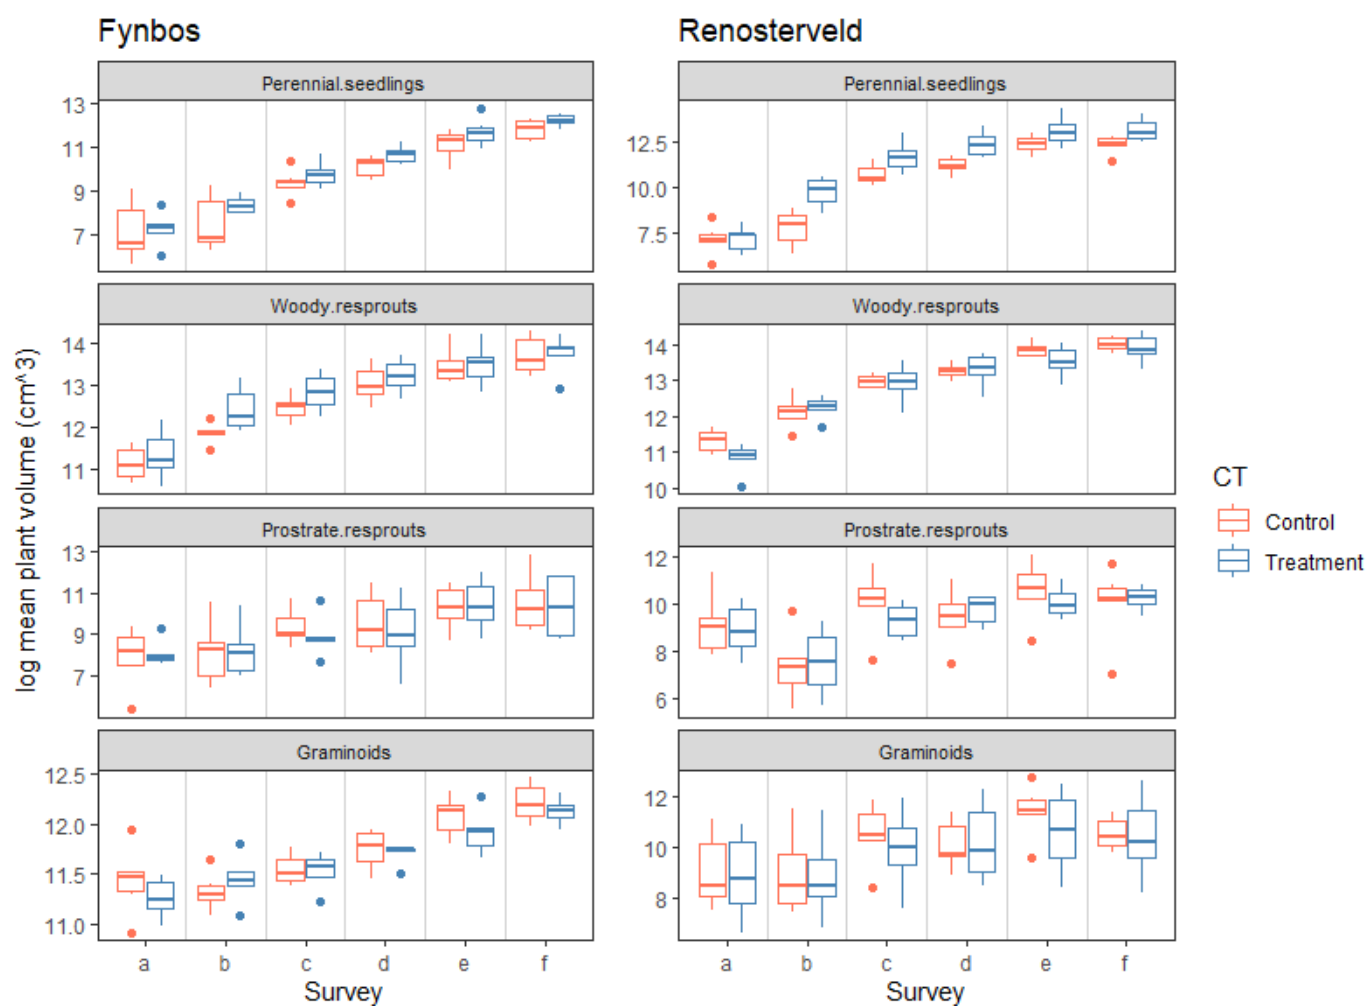 Fynbos
Renosterveld
Perennial.seedlings
Perennial.seedlings
13
11
9
7
12.5
10.0
7.5
Woody.resprouts
Woody.resprouts
14
13
12
11
14
13
12
11
10
Prostrate.resprouts
Prostrate.resprouts
13
11
9
7
12
10
8
6
Graminoids
Graminoids
12.5
12.0
11.5
11.0
12
10
8
a b c d e f
a b c d e f
Survey
Survey
log mean plant volume (cm^3)
CT
Control
Treatment